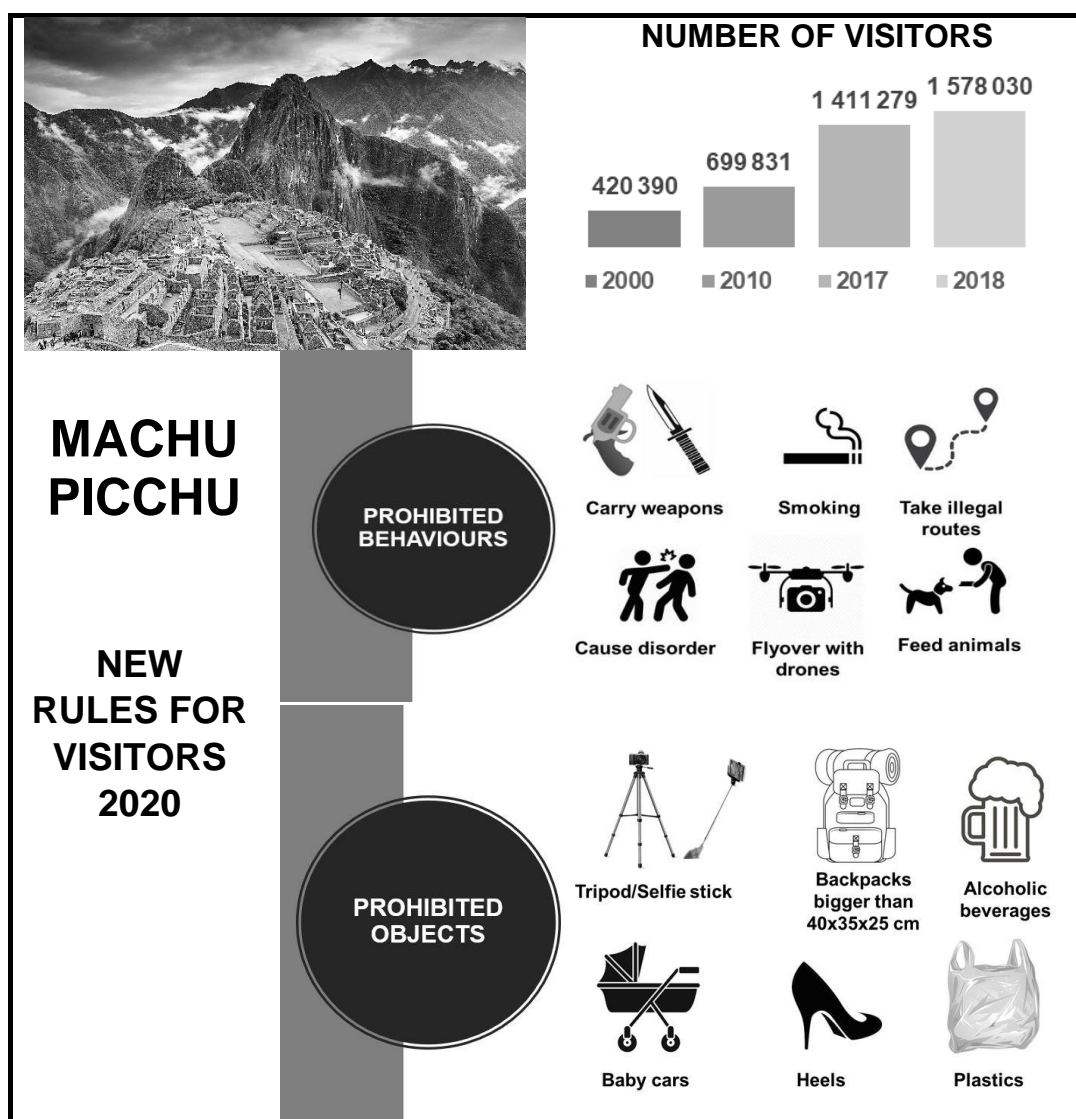 NUMBER OF VISITORS
420 390
699 831
1 411 279
1 578 030
2000
2010
2017
2018
MACHU
PICCHU
NEW
RULES FOR
VISITORS
2020
PROHIBITED
BEHAVIOURS
Carry weapons
Smoking
Take illegal
routes
Cause disorder
Flyover with
drones
Feed animals
PROHIBITED
OBJECTS
Tripod/Selfie stick
Backpacks
bigger than
40x35x25 cm
Alcoholic
beverages
Baby cars
Heels
Plastics